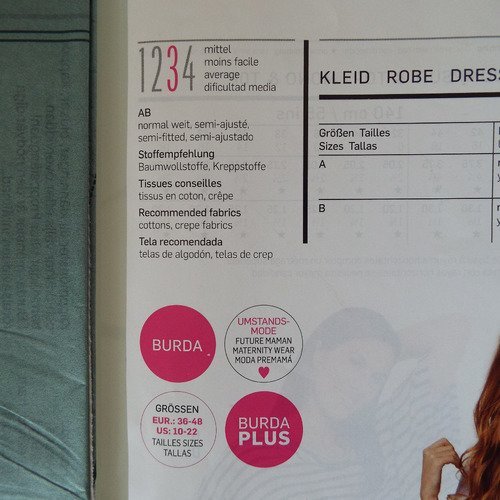 1234
mittel
moins facile
average
dificultad media
AB
normal weit, semi-ajusté,
semi-fitted, semi-ajustado
Stoffempfehlung
Baumwollstoffe, Kreppstoffe
Tissues conseilles
tissus en coton, crêpe
Recommended fabrics
cottons, crepe fabrics
Tela recomendada
telas de algodón, telas de crep
KLEID ROBE DRESS
Größen Tailles
Sizes Tallas
A
B
BURDA
UMSTANDS-
MODE
FUTURE MAMAN
MATERNITY WEAR
MODA PREMAMÁ
GRÖSSEN
EUR.: 36-48
US: 10-22
TAILLES SIZES
TALLAS
BURDA
PLUS